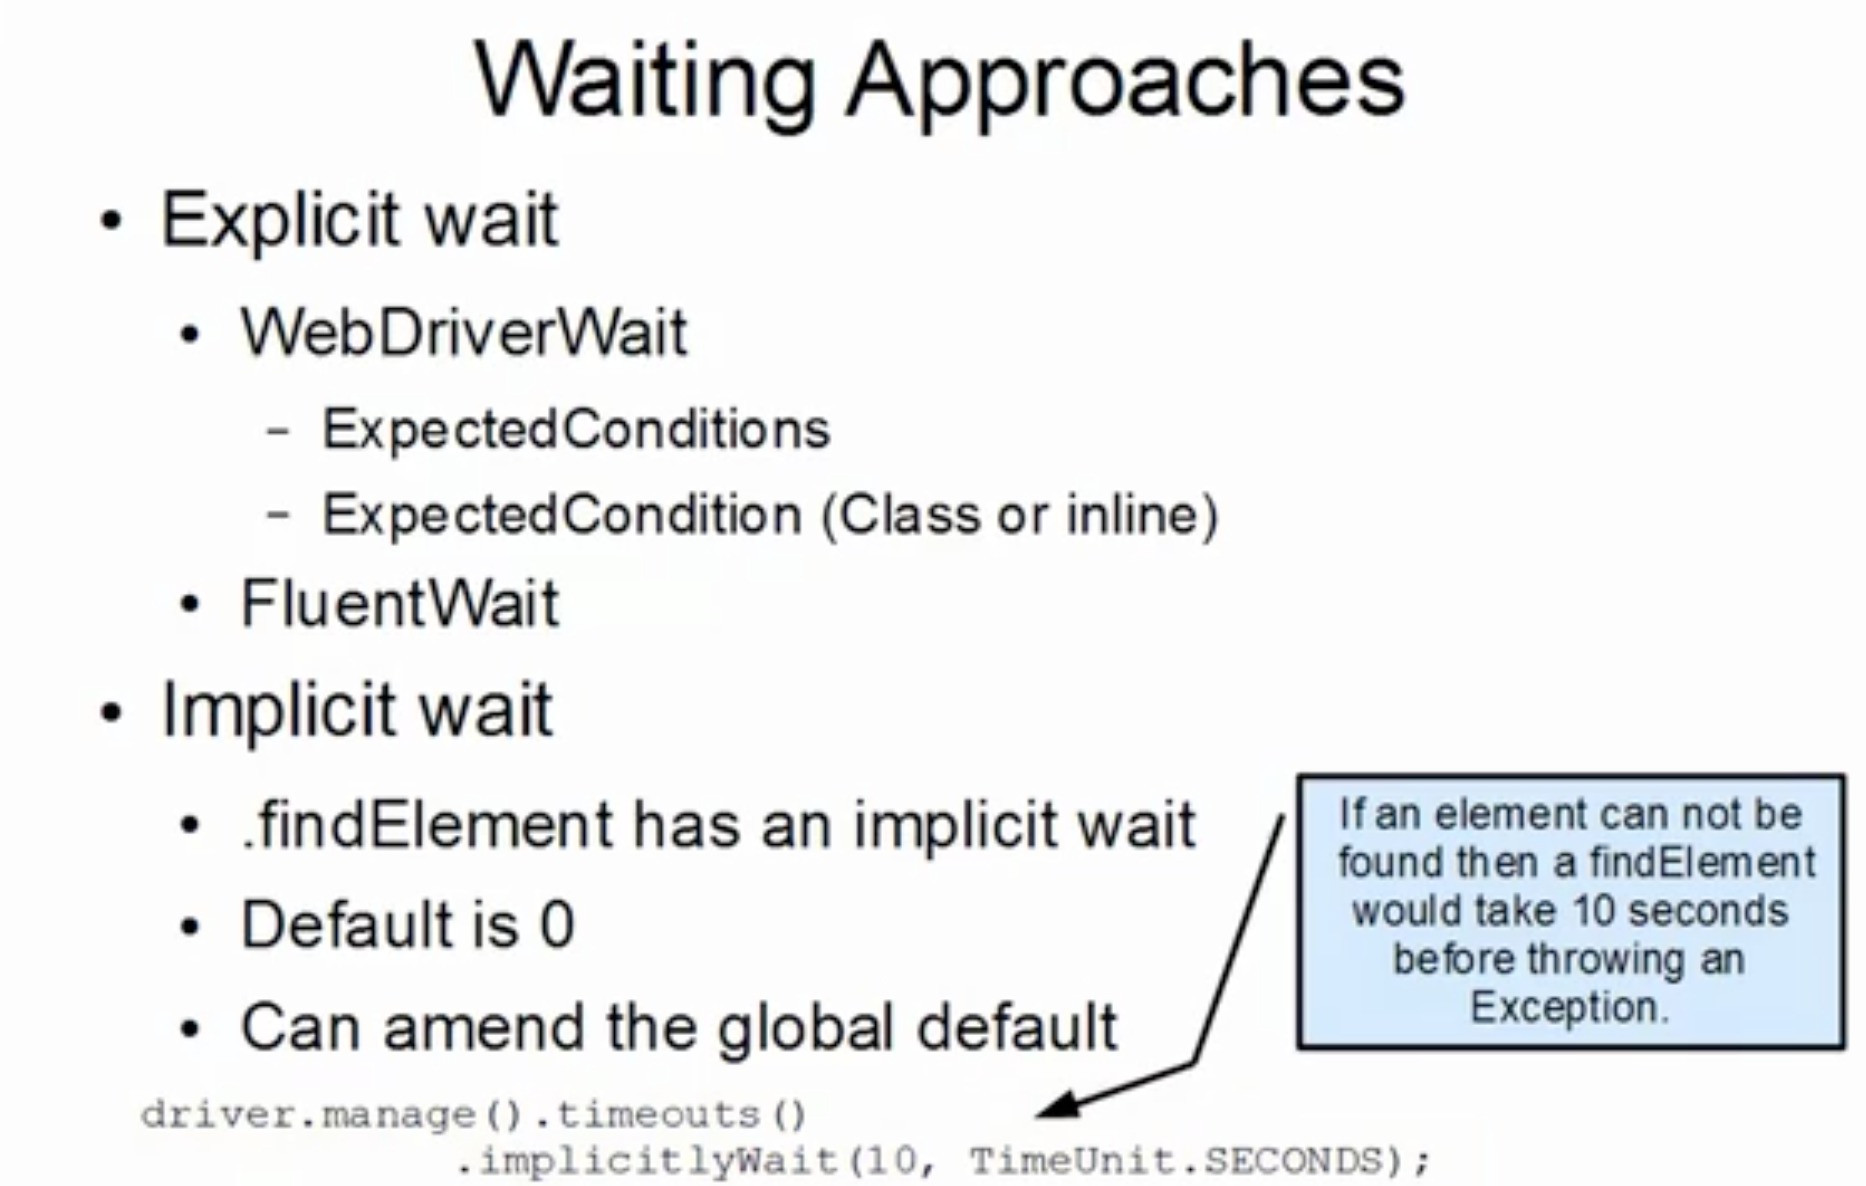 Waiting Approaches
• Explicit wait
• WebDriverWait
– ExpectedConditions
– ExpectedCondition (Class or inline)
• FluentWait
• Implicit wait
• .findElement has an implicit wait
• Default is 0
• Can amend the global default
If an element can not be
found then a findElement
would take 10 seconds
before throwing an
Exception.
driver.manage().timeouts()
.implicitlyWait(10, TimeUnit.SECONDS);